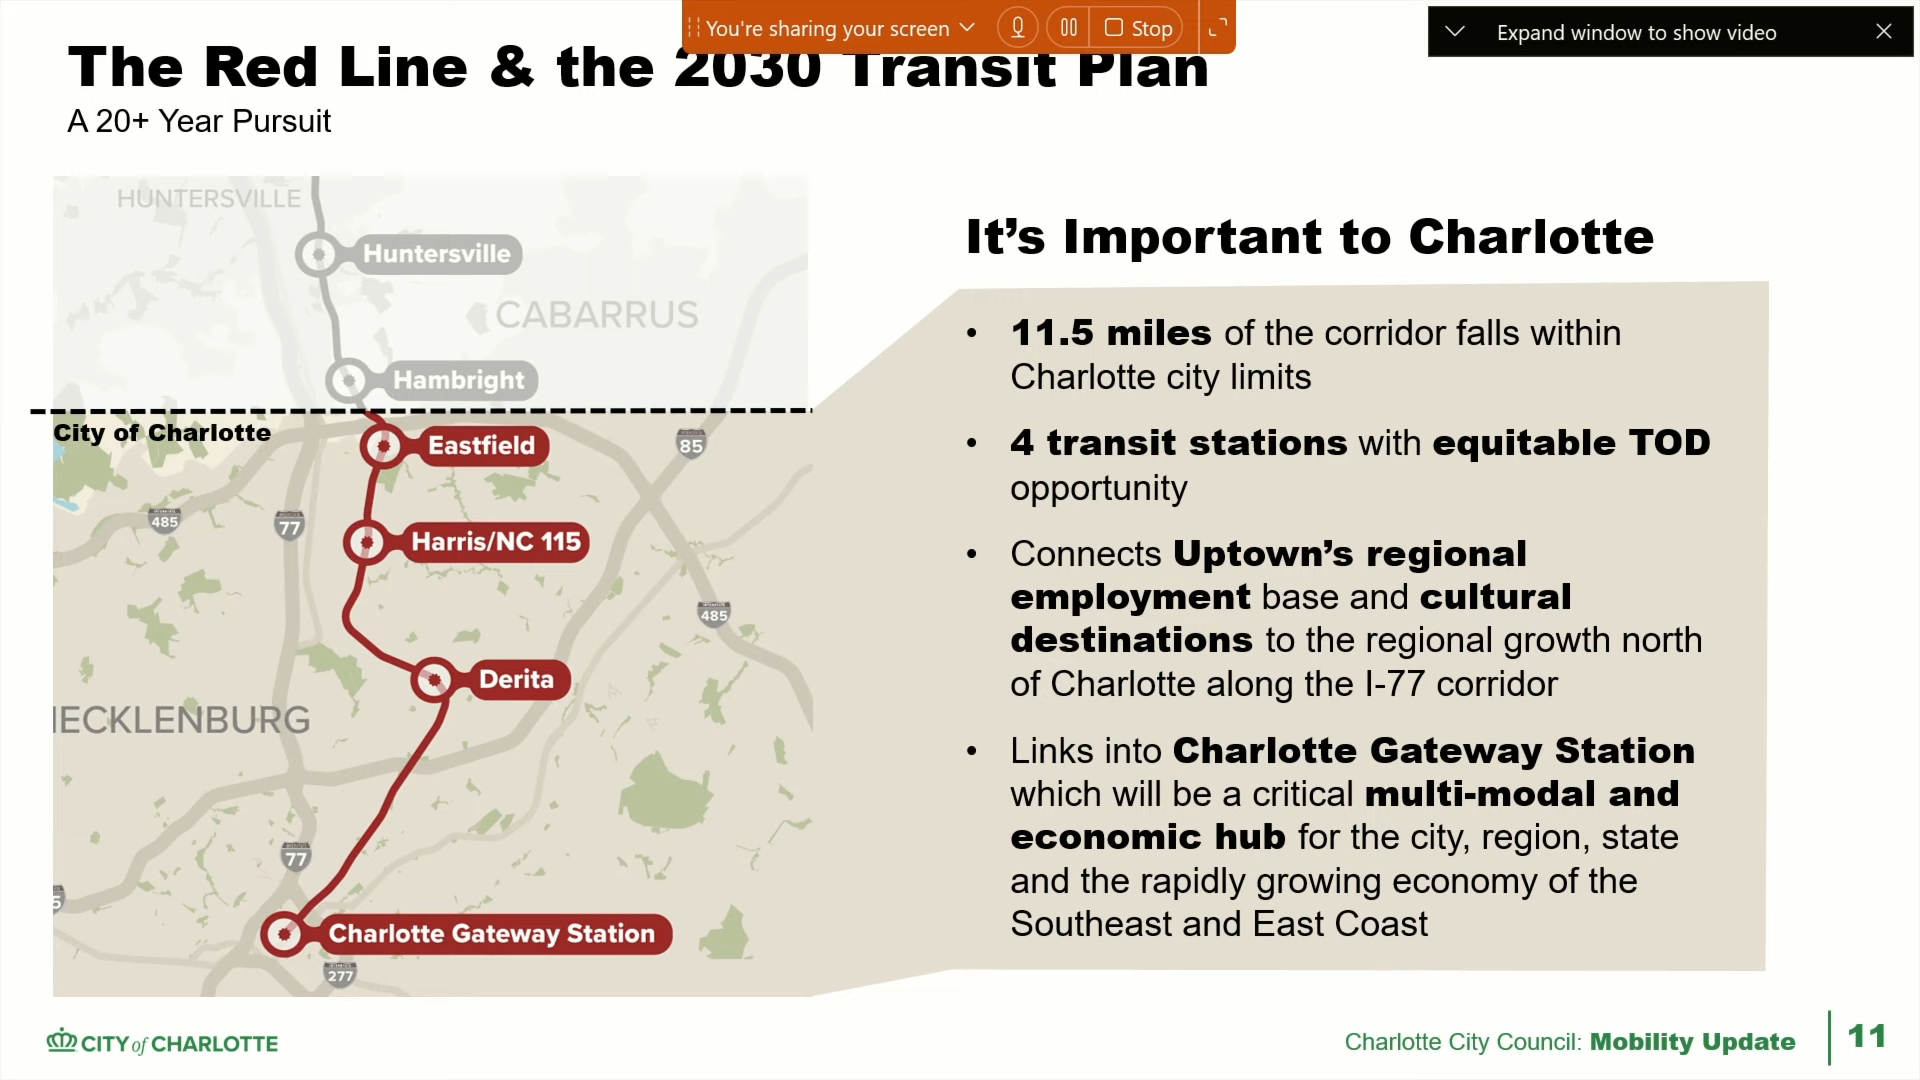 You're sharing your screen
Stop
Expand window to show video
The Red Line & the 2030 Transit Plan
A 20+ Year Pursuit
HUNTERSVILLE
Huntersville
CABARRUS
Hambright
City of Charlotte
Eastfield
85
485
77
Harris/NC 115
485
Derita
IECKLENBURG
77
5
Charlotte Gateway Station
277
It’s Important to Charlotte
• 11.5 miles of the corridor falls within
Charlotte city limits
• 4 transit stations with equitable TOD
opportunity
• Connects Uptown’s regional
employment base and cultural
destinations to the regional growth north
of Charlotte along the I-77 corridor
• Links into Charlotte Gateway Station
which will be a critical multi-modal and
economic hub for the city, region, state
and the rapidly growing economy of the
Southeast and East Coast
CITY of CHARLOTTE
Charlotte City Council: Mobility Update
11